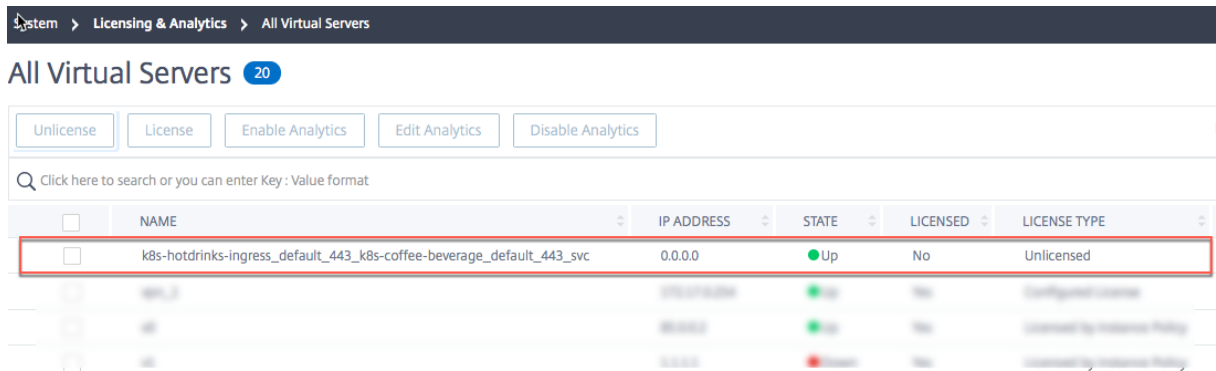 System > Licensing & Analytics > All Virtual Servers
All Virtual Servers 20
Unlicense License Enable Analytics Edit Analytics Disable Analytics
Click here to search or you can enter Key : Value format
NAME IP ADDRESS STATE LICENSED LICENSE TYPE
k8s-hotdrinks-ingress_default_443_k8s-coffee-beverage_default_443_svc 0.0.0.0 Up No Unlicensed